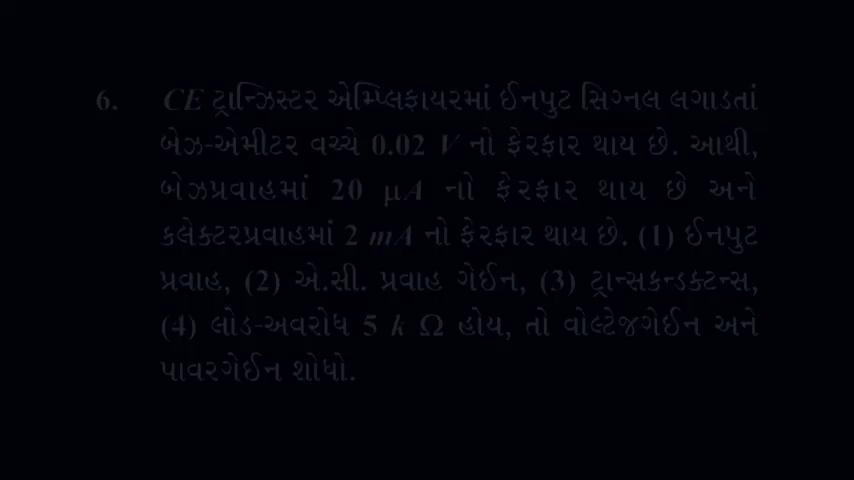 6. CE ટ્રાન્ઝિસ્ટર એમ્પ્લિફાયરમાં ઈનપુટ સિગ્નલ લગાડતાં
બેઝ-એમીટર વચ્ચે 0.02 V નો ફેરફાર થાય છે. આથી,
બેઝપ્રવાહમાં 20 μA નો ફેરફાર થાય છે અને
કલેક્ટરપ્રવાહમાં 2 mA નો ફેરફાર થાય છે. (1) ઈનપુટ
પ્રવાહ, (2) એ.સી. પ્રવાહ ગેઈન, (3) ટ્રાન્સકન્ડક્ટન્સ,
(4) લોડ-અવરોધ 5 k Ω હોય, તો વોલ્ટેજગેઈન અને
પાવરગેઈન શોધો.